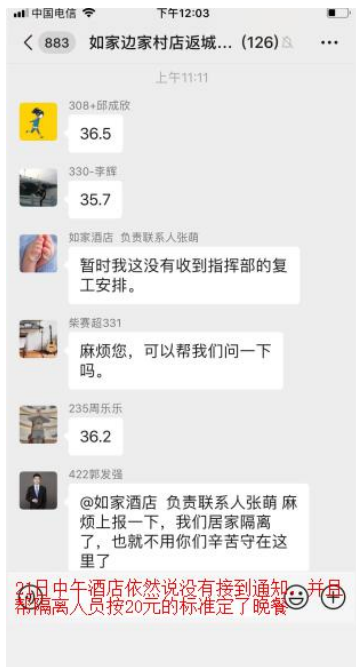 中国电信
下午12:03
883
如家边家村店返城... (126)
上午11:11
308+邱成欣
36.5
330-李辉
35.7
如家酒店 负责联系人张萌
暂时我这没有收到指挥部的复
工安排。
柴赛超331
麻烦您，可以帮我们问一下
吗。
235周乐乐
36.2
422郭发强
@如家酒店 负责联系人张萌 麻
烦上报一下，我们居家隔离
了，也就不用你们辛苦守在这
里了
21日中午酒店依然说没有接到通知，并且
帮隔离人员按20元的标准定了晚餐